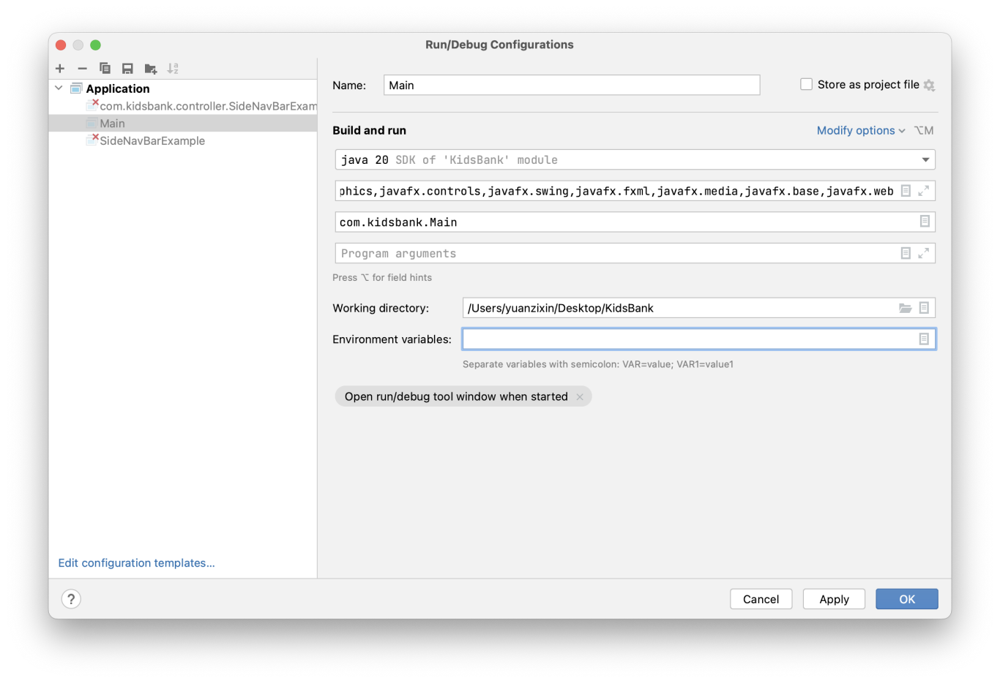 Run/Debug Configurations
Application
com.kidsbank.controller.SideNavBarExam
Main
SideNavBarExample
Edit configuration templates...
Name: Main
Store as project file
Build and run
Modify options ⌥M
java 20 SDK of 'KidsBank' module
phics,javafx.controls,javafx.swing,javafx.fxml,javafx.media,javafx.base,javafx.web
com.kidsbank.Main
Program arguments
Press ⌥ for field hints
Working directory: /Users/yuanzixin/Desktop/KidsBank
Environment variables:
Separate variables with semicolon: VAR=value; VAR1=value1
Open run/debug tool window when started ×
?
Cancel
Apply
OK